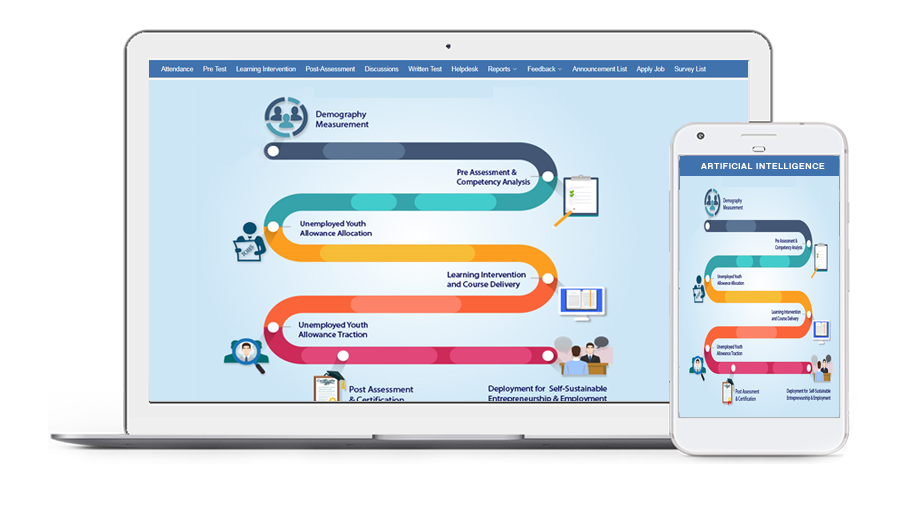 Attendance Pre Test Learning Intervention Post-Assessment Discussions Written Test Helpdesk Reports Feedback Announcement List Apply Job Survey List
Demography
Measurement
Pre Assessment &
Competency Analysis
Unemployed Youth
Allowance Allocation
JOBS
Learning Intervention
and Course Delivery
Unemployed Youth
Allowance Traction
Post Assessment
& Certification
Deployment for Self-Sustainable
Entrepreneurship & Employment
ARTIFICIAL INTELLIGENCE
Demography
Measurement
Pre Assessment &
Competency Analysis
Unemployed Youth
Allowance Allocation
Learning Intervention
and Course Delivery
Unemployed Youth
Allowance Traction
Post Assessment
& Certification
Deployment for Self-Sustainable
Entrepreneurship & Employment